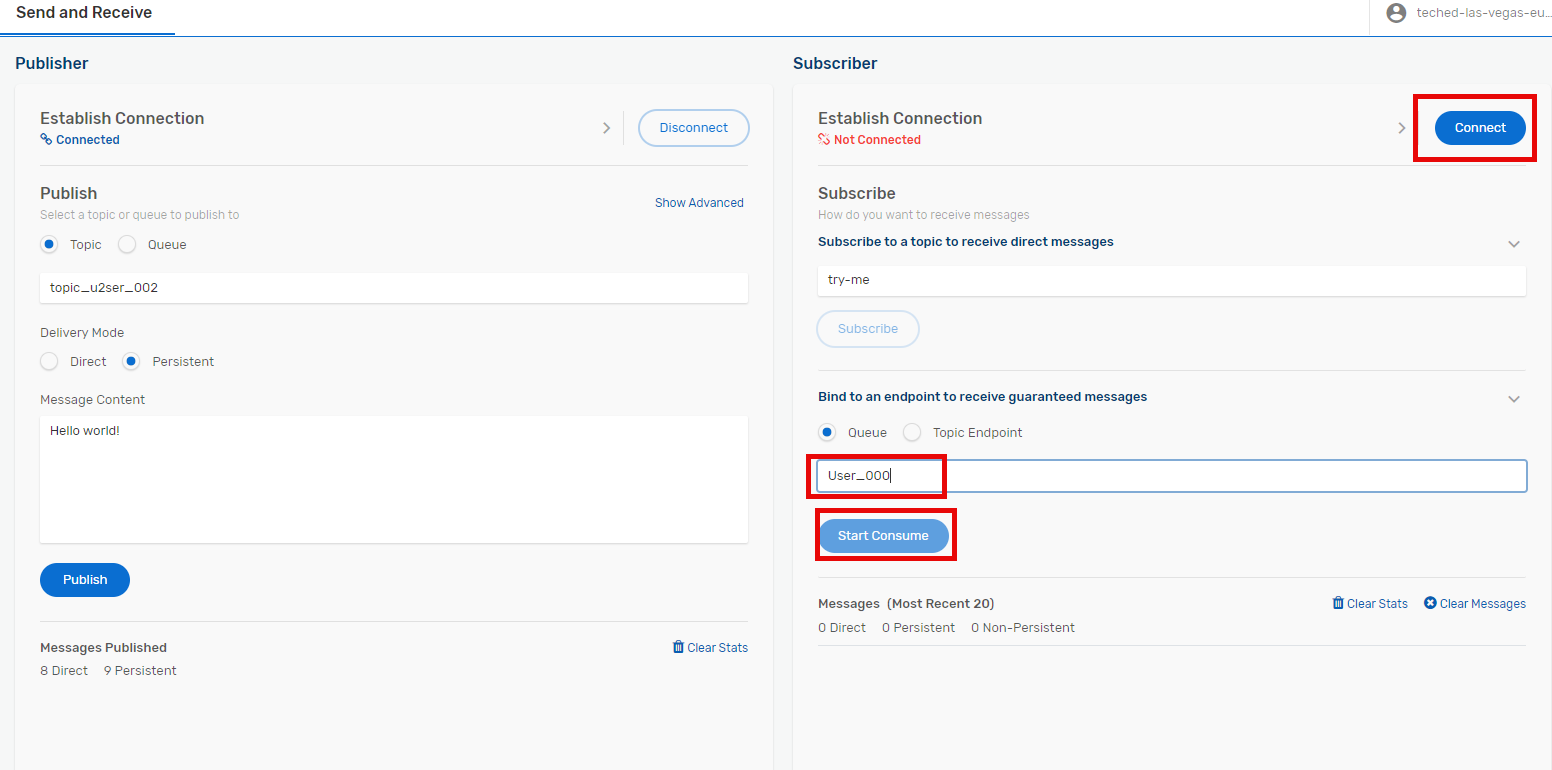 Send and Receive
teched-las-vegas-eu...
Publisher
Establish Connection
Connected
Disconnect
Publish
Select a topic or queue to publish to
Show Advanced
Topic Queue
topic_u2ser_002
Delivery Mode
Direct Persistent
Message Content
Hello world!
Publish
Messages Published
Clear Stats
8 Direct 9 Persistent
Subscriber
Establish Connection
Not Connected
Connect
Subscribe
How do you want to receive messages
Subscribe to a topic to receive direct messages
try-me
Subscribe
Bind to an endpoint to receive guaranteed messages
Queue Topic Endpoint
User_000
Start Consume
Messages (Most Recent 20)
Clear Stats Clear Messages
0 Direct 0 Persistent 0 Non-Persistent